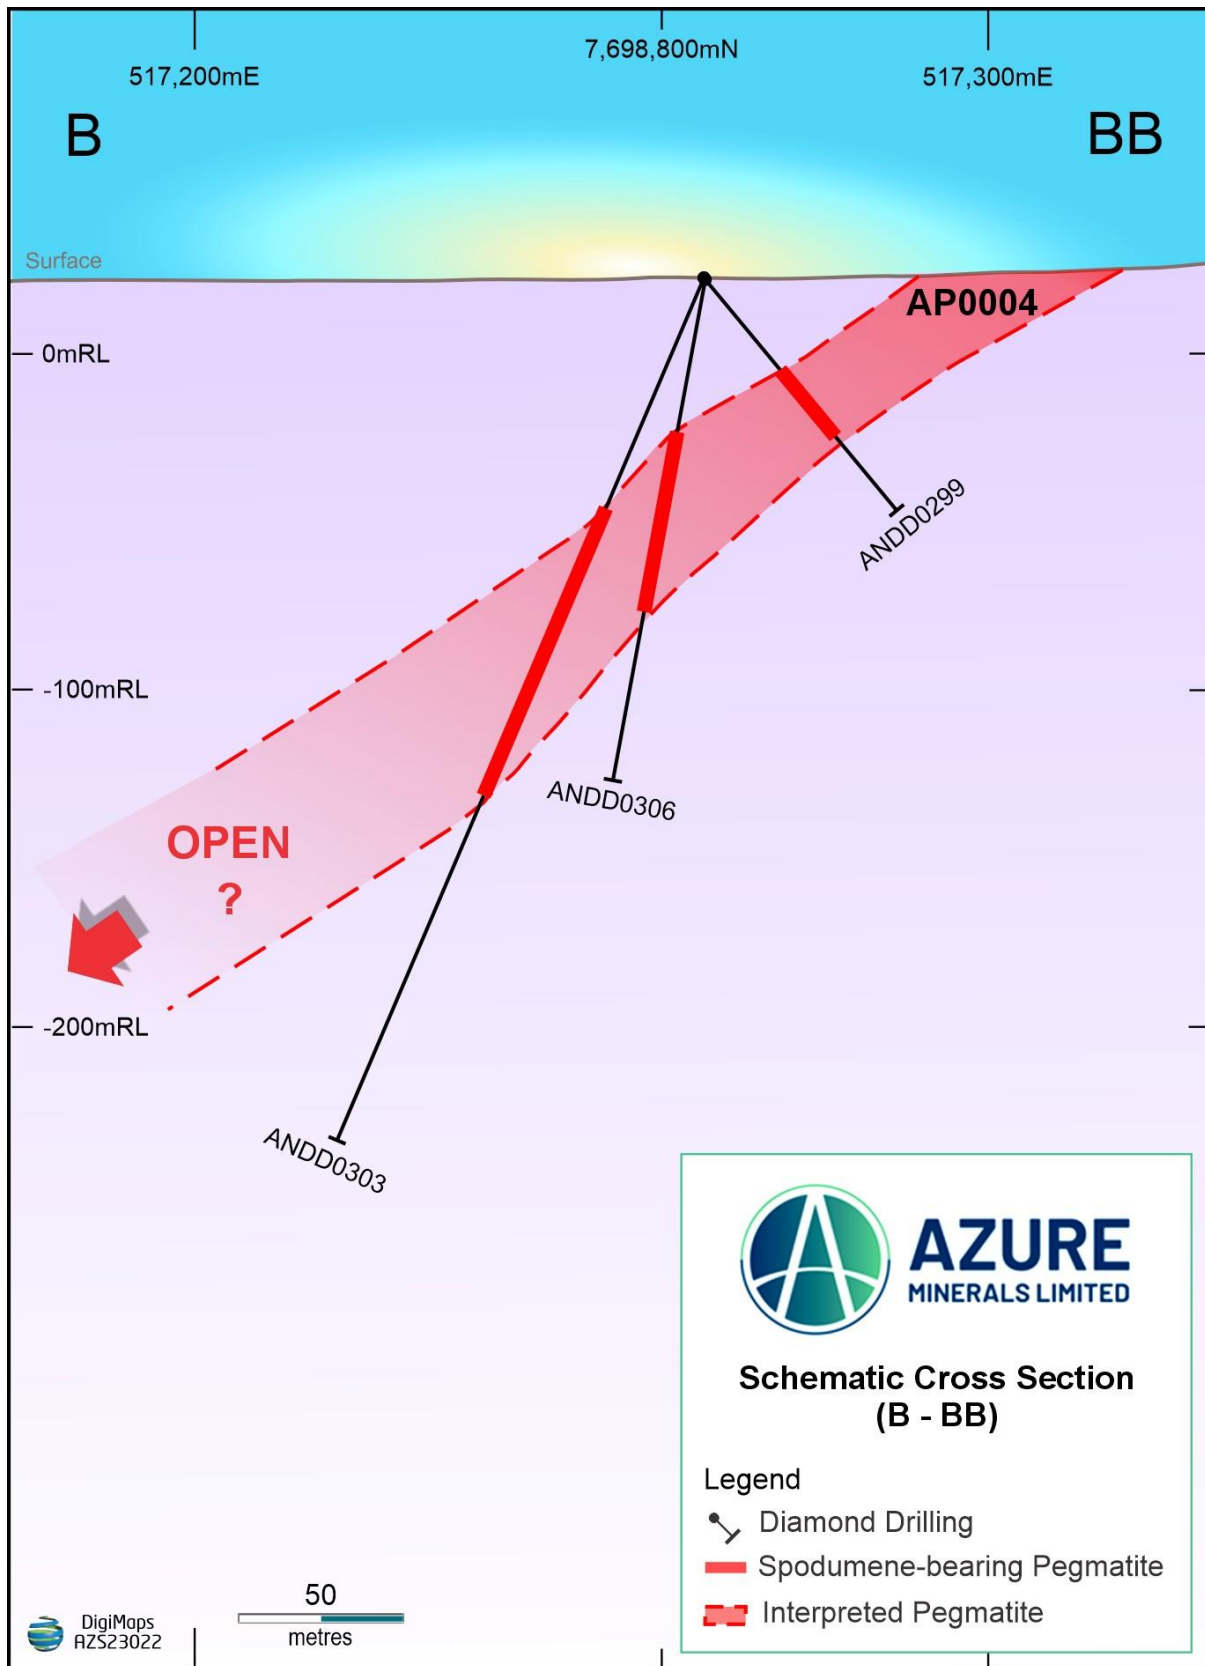 7,698,800mN
517,200mE
517,300mE
B
BB
Surface
AP0004
0mRL
ANDD0299
-100mRL
ANDD0306
OPEN
?
-200mRL
ANDD0303
AZURE
MINERALS LIMITED
Schematic Cross Section
(B - BB)
Legend
Diamond Drilling
Spodumene-bearing Pegmatite
Interpreted Pegmatite
50
metres
DigiMaps
AZS23022